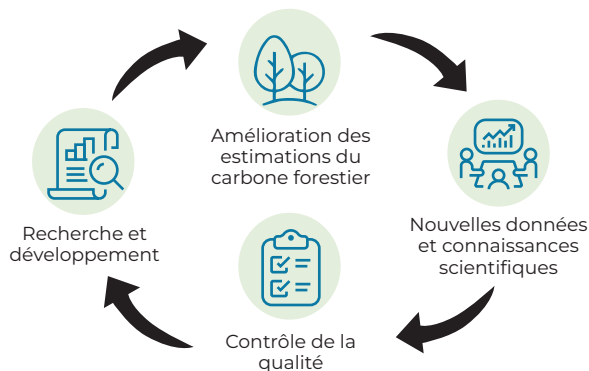 Amélioration des
estimations du
carbone forestier
Nouvelles données
et connaissances
scientifiques
Contrôle de la
qualité
Recherche et
développement